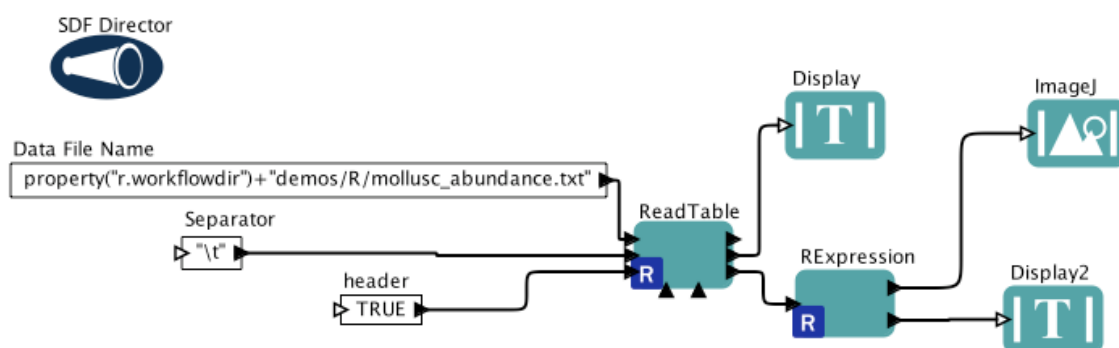 SDF Director
Display
T
ImageJ
Data File Name
property("r.workflowdir")+"demos/R/mollusc_abundance.txt"
Separator
"\t"
ReadTable
R
header
TRUE
RExpression
R
Display2
T